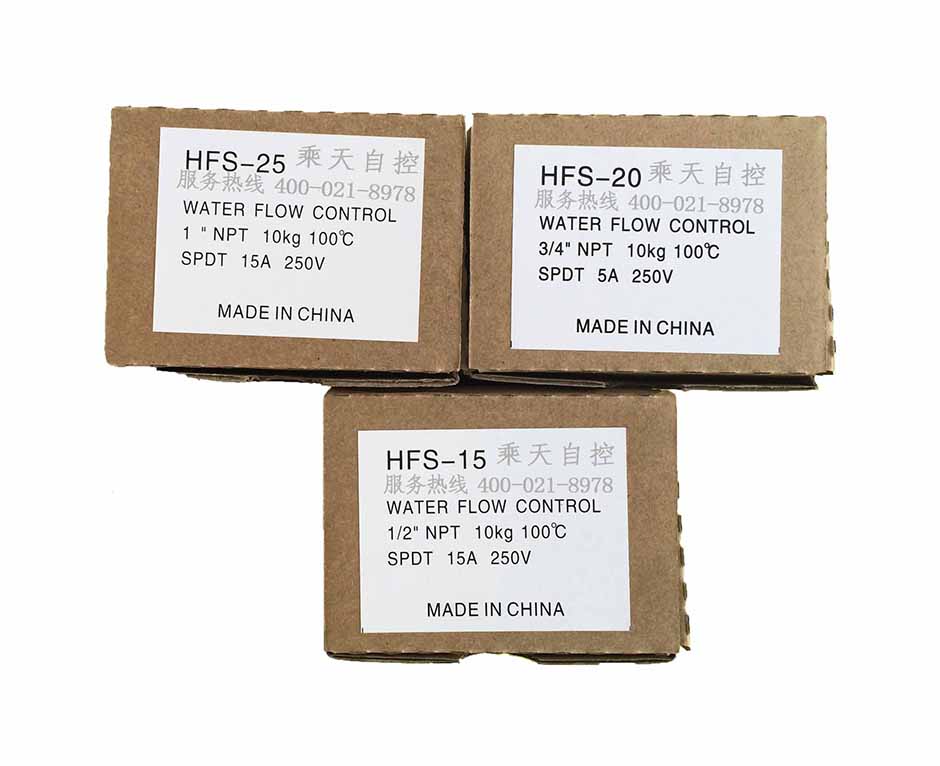 HFS-25 乘天自控
服务热线 400-021-8978
WATER FLOW CONTROL
1 " NPT 10kg 100℃
SPDT 15A 250V
MADE IN CHINA
HFS-20 乘天自控
服务热线 400-021-8978
WATER FLOW CONTROL
3/4" NPT 10kg 100℃
SPDT 5A 250V
MADE IN CHINA
HFS-15 乘天自控
服务热线 400-021-8978
WATER FLOW CONTROL
1/2" NPT 10kg 100℃
SPDT 15A 250V
MADE IN CHINA